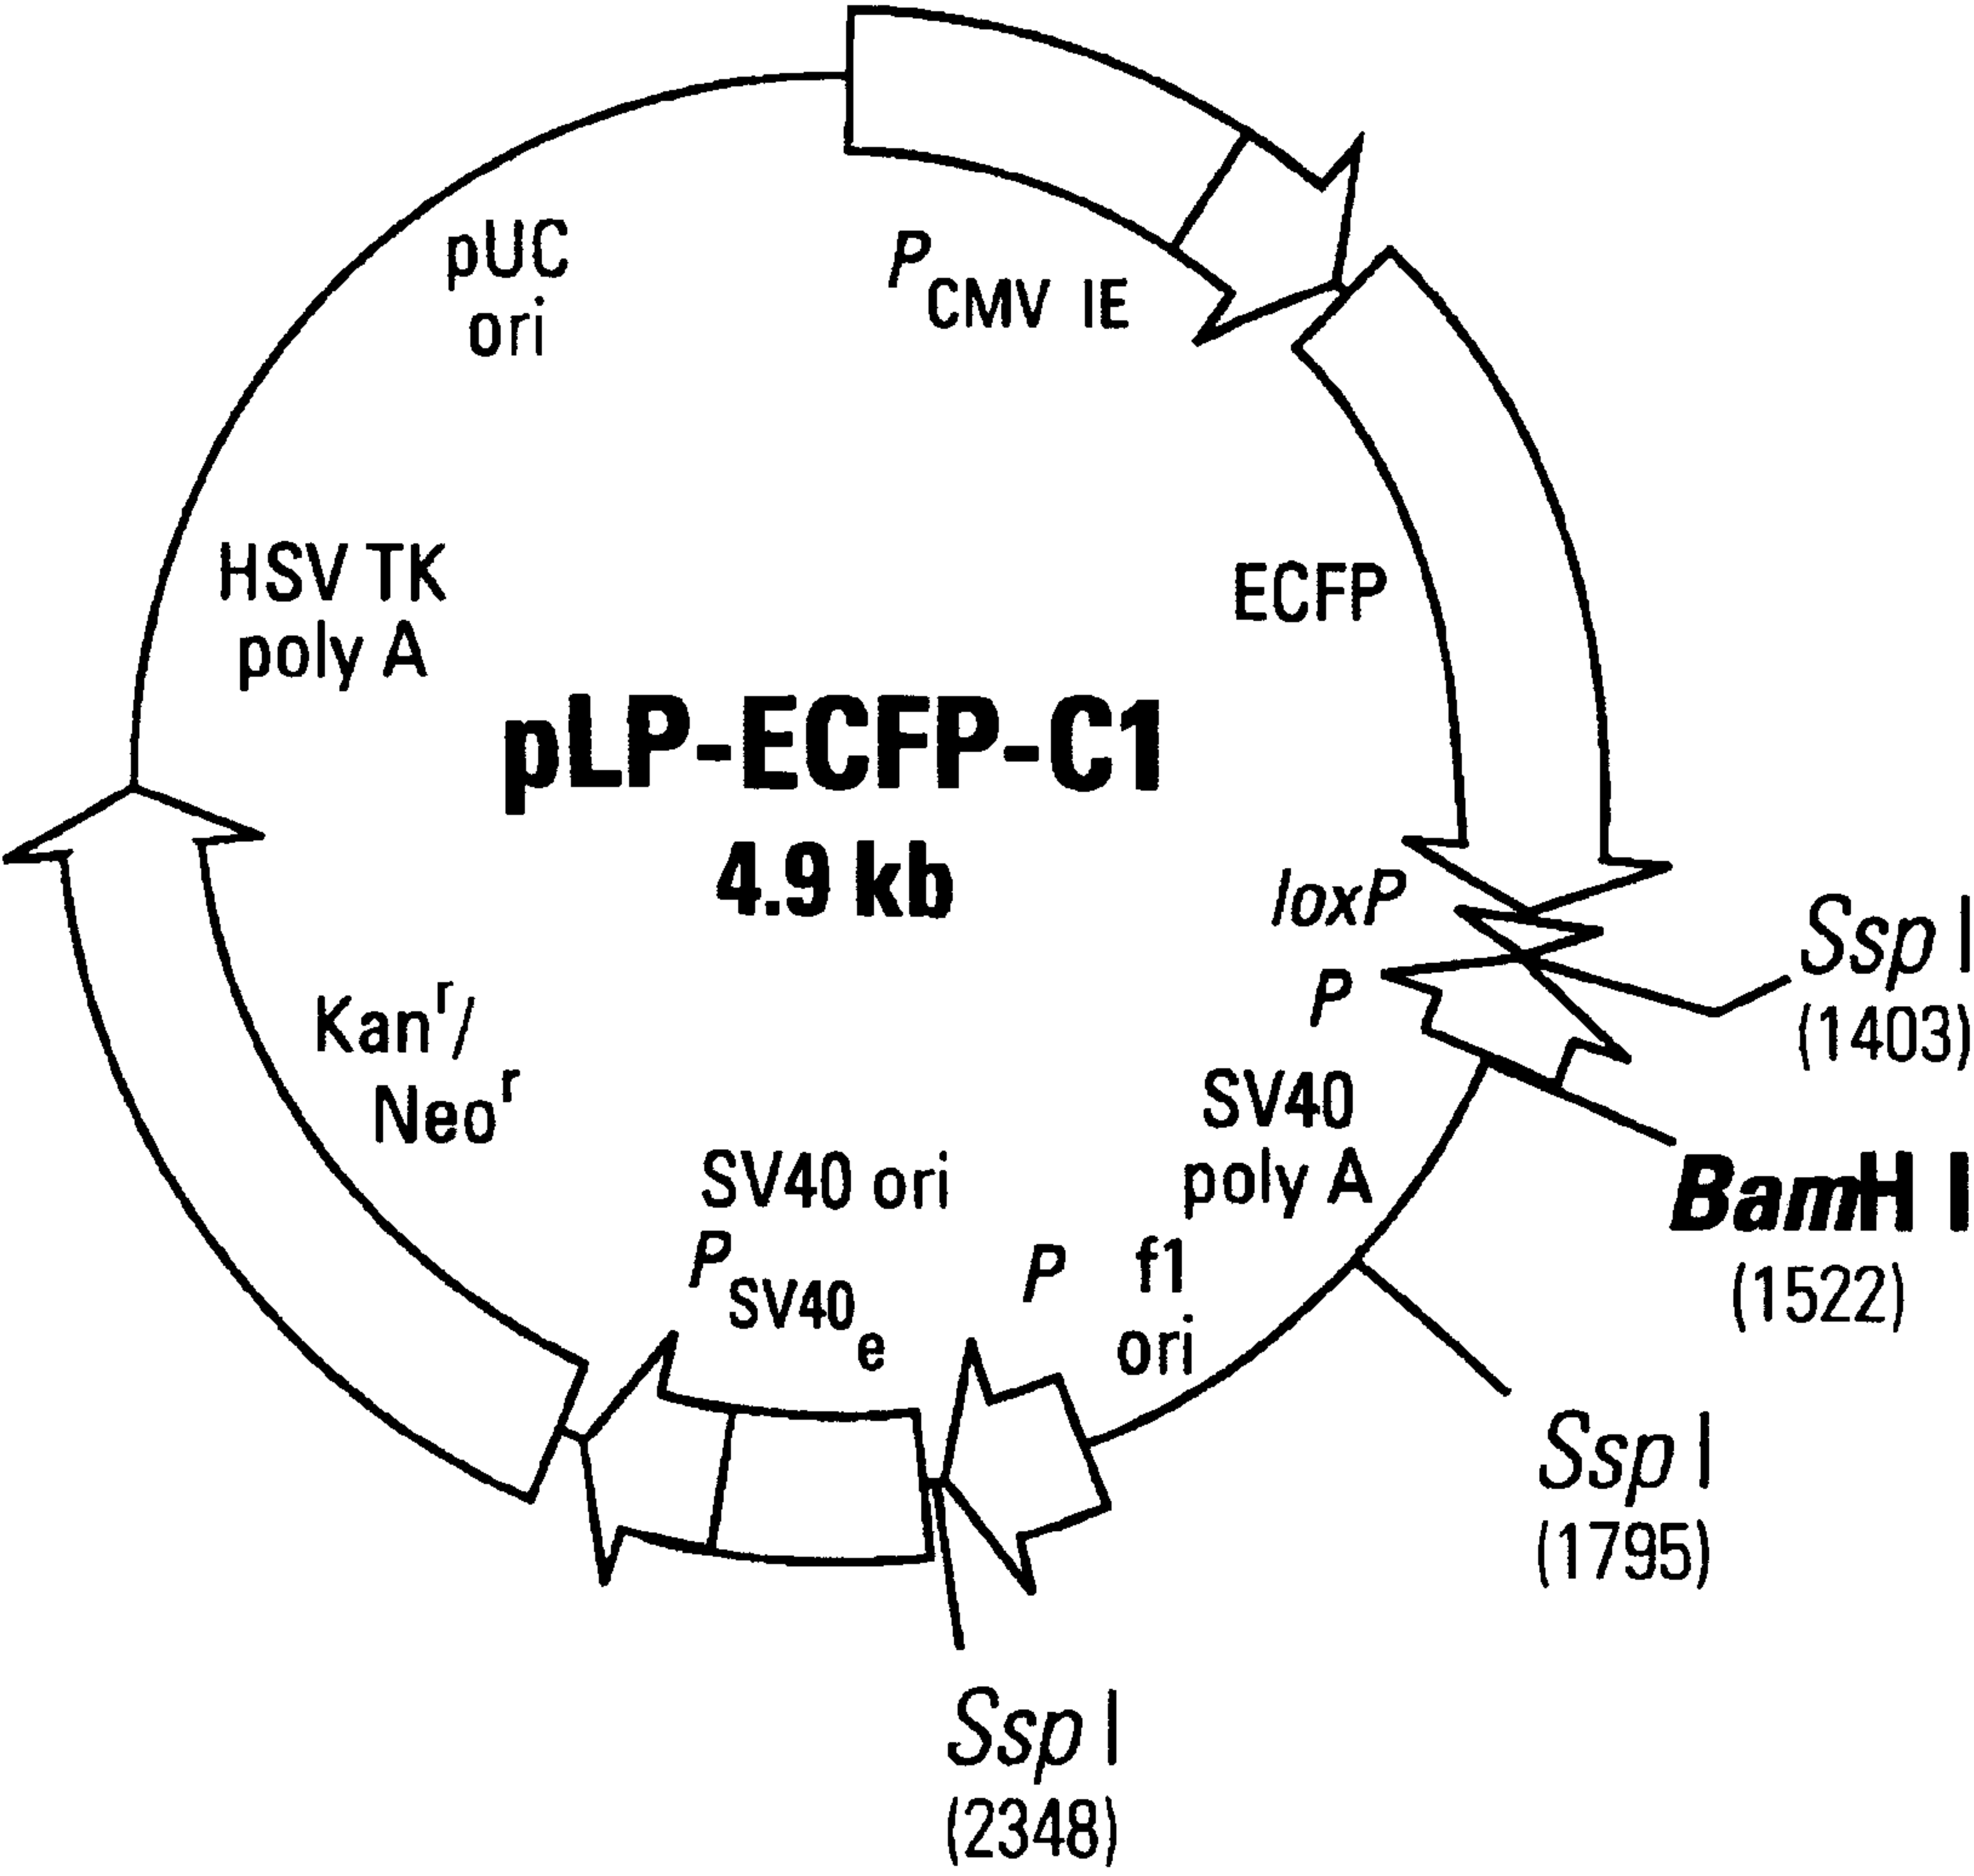 pUC
ori
P CMV IE
HSV TK
poly A
ECFP
pLP-ECFP-C1
4.9 kb
loxP
Ssp I
(1403)
P
Kanr/
Neor
SV40
poly A
BamH I
(1522)
SV40 ori
P SV40 e
P
f1
ori
Ssp I
(1795)
Ssp I
(2348)